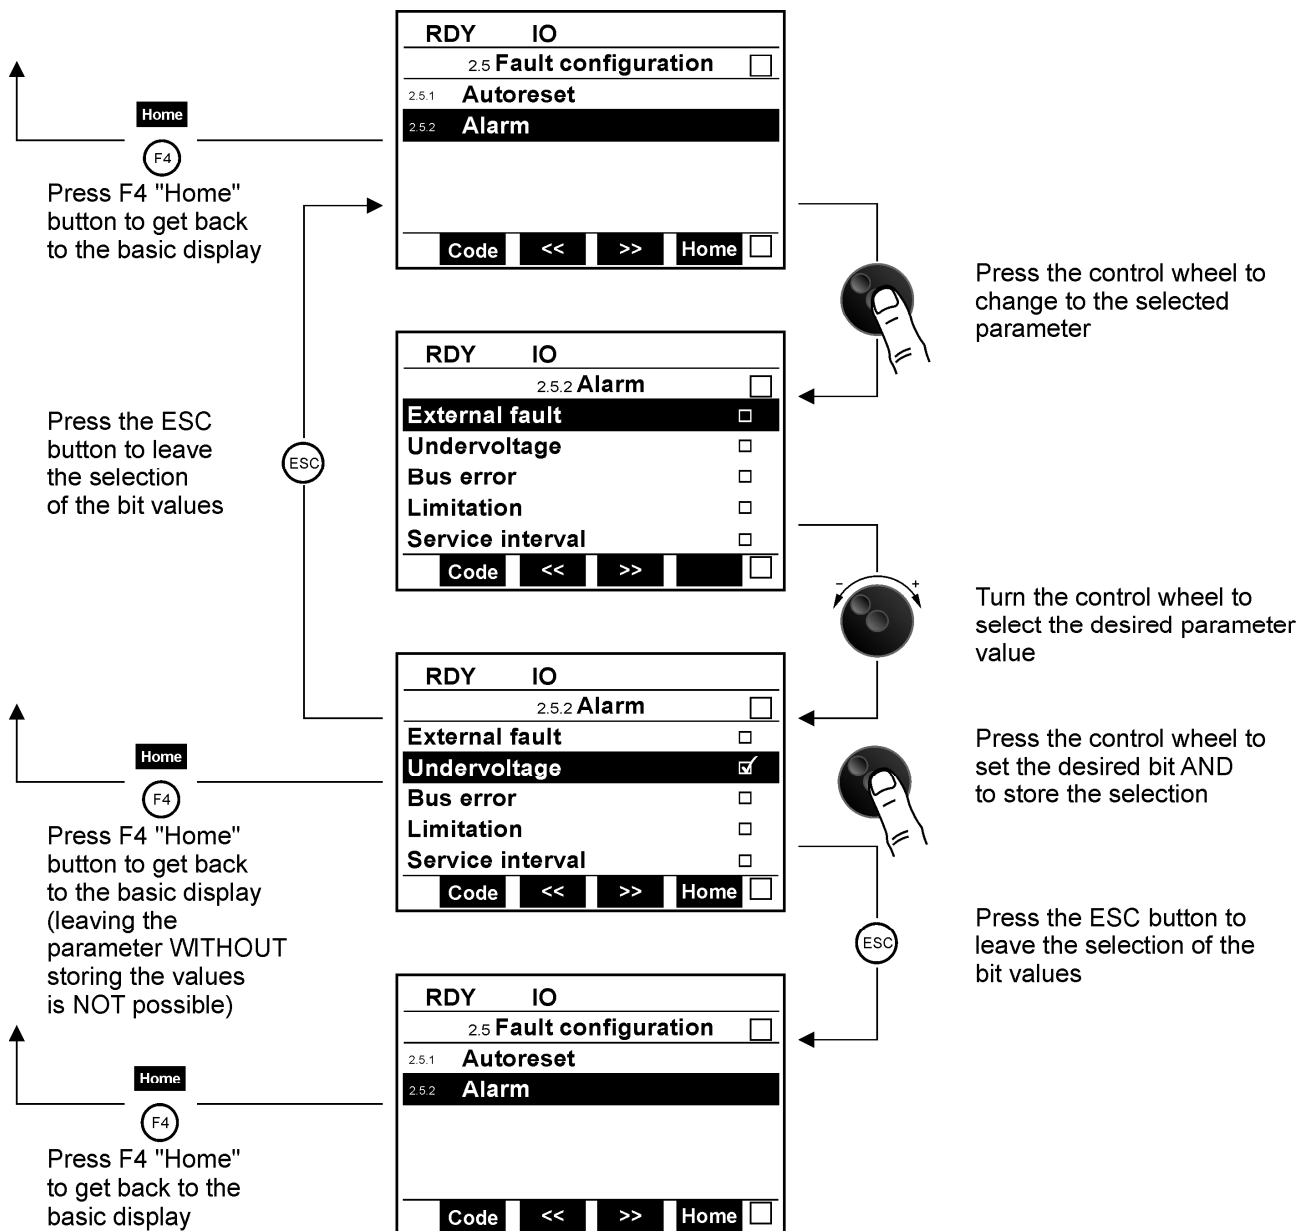 RDY IO
2.5 Fault configuration
2.5.1 Autoreset
2.5.2 Alarm
Code << >> Home
Home
F4
Press F4 "Home"
button to get back
to the basic display
Press the control wheel to
change to the selected
parameter
RDY IO
2.5.2 Alarm
External fault
Undervoltage
Bus error
Limitation
Service interval
Code << >>
Press the ESC
button to leave
the selection
of the bit values
ESC
- +
Turn the control wheel to
select the desired parameter
value
RDY IO
2.5.2 Alarm
External fault
Undervoltage
Bus error
Limitation
Service interval
Code << >> Home
Home
F4
Press F4 "Home"
button to get back
to the basic display
(leaving the
parameter WITHOUT
storing the values
is NOT possible)
Press the control wheel to
set the desired bit AND
to store the selection
ESC
Press the ESC button to
leave the selection of the
bit values
RDY IO
2.5 Fault configuration
2.5.1 Autoreset
2.5.2 Alarm
Code << >> Home
Home
F4
Press F4 "Home"
to get back to the
basic display